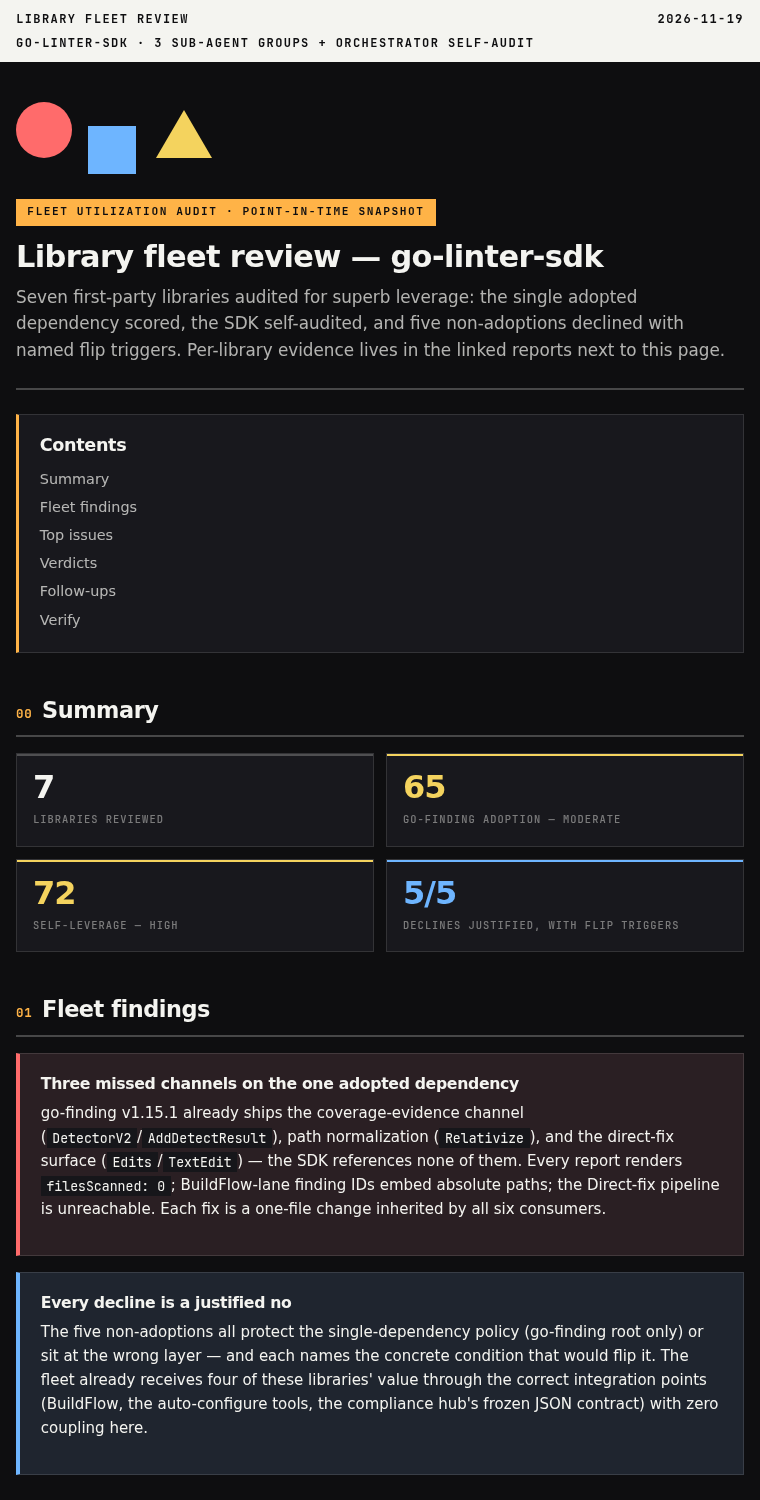 LIBRARY FLEET REVIEW
2026-11-19
GO-LINTER-SDK · 3 SUB-AGENT GROUPS + ORCHESTRATOR SELF-AUDIT
FLEET UTILIZATION AUDIT · POINT-IN-TIME SNAPSHOT
Library fleet review — go-linter-sdk
Seven first-party libraries audited for superb leverage: the single adopted
dependency scored, the SDK self-audited, and five non-adoptions declined with
named flip triggers. Per-library evidence lives in the linked reports next to this page.
Contents
Summary
Fleet findings
Top issues
Verdicts
Follow-ups
Verify
00 Summary
7
LIBRARIES REVIEWED
65
GO-FINDING ADOPTION — MODERATE
72
SELF-LEVERAGE — HIGH
5/5
DECLINES JUSTIFIED, WITH FLIP TRIGGERS
01 Fleet findings
Three missed channels on the one adopted dependency
go-finding v1.15.1 already ships the coverage-evidence channel
(DetectorV2/AddDetectResult), path normalization (Relativize), and the direct-fix
surface (Edits/TextEdit) — the SDK references none of them. Every report renders
filesScanned: 0; BuildFlow-lane finding IDs embed absolute paths; the Direct-fix pipeline
is unreachable. Each fix is a one-file change inherited by all six consumers.
Every decline is a justified no
The five non-adoptions all protect the single-dependency policy (go-finding root only) or
sit at the wrong layer — and each names the concrete condition that would flip it. The
fleet already receives four of these libraries' value through the correct integration points
(BuildFlow, the auto-configure tools, the compliance hub's frozen JSON contract) with zero
coupling here.